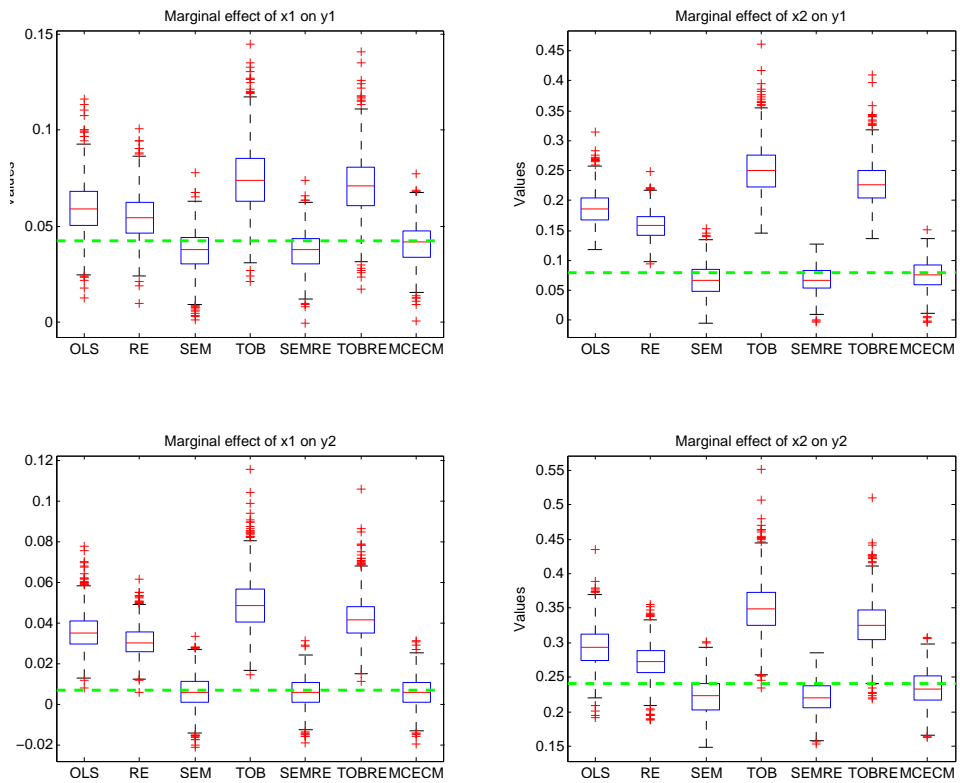 Marginal effect of x1 on y1
0.15
0.1
0.05
0
Values
OLS RE SEM TOB SEMRE TOBRE MCECM
Marginal effect of x2 on y1
0.45
0.4
0.35
0.3
0.25
0.2
0.15
0.1
0.05
0
Values
OLS RE SEM TOB SEMRE TOBRE MCECM
Marginal effect of x1 on y2
0.12
0.1
0.08
0.06
0.04
0.02
0
−0.02
OLS RE SEM TOB SEMRE TOBRE MCECM
Marginal effect of x2 on y2
0.55
0.5
0.45
0.4
0.35
0.3
0.25
0.2
0.15
Values
OLS RE SEM TOB SEMRE TOBRE MCECM